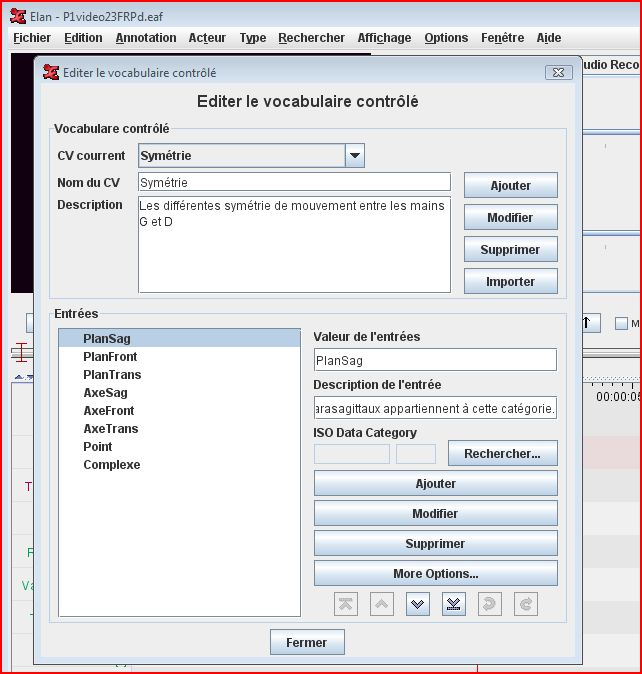 Elan - P1video23FRPd.eaf
Fichier Edition Annotation Acteur Type Rechercher Affichage Options Fenêtre Aide
Editer le vocabulaire contrôlé
Editer le vocabulaire contrôlé
Vocabulare contrôlé
CV courrent Symétrie
Nom du CV Symétrie
Ajouter
Description Les différentes symétrie de mouvement entre les mains
G et D
Modifier
Supprimer
Importer
Entrées
PlanSag
PlanFront
PlanTrans
AxeSag
AxeFront
AxeTrans
Point
Complexe
Valeur de l'entrées
PlanSag
Description de l'entrée
arasagittaux appartiennent à cette catégorie.
ISO Data Category
Rechercher...
Ajouter
Modifier
Supprimer
More Options...
Fermer
udio Reco
M
00:00:05
T
F
Va